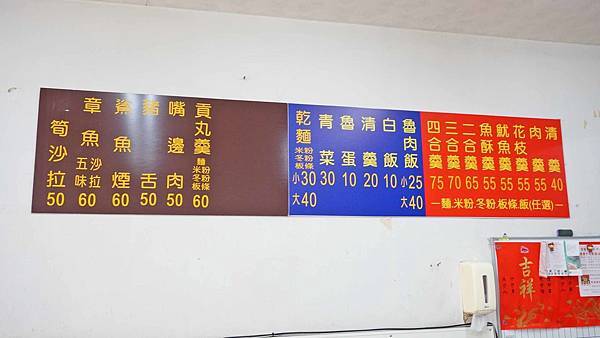 清羹 40
肉羹 55
花枝羹 55
魷魚羹 55
魚酥羹 55
二合羹 65
三合羹 70
四合羹 75
—麵.米粉.冬粉.板條.飯(任選)—
魯肉飯 小25 大40
白飯 10
清羹 20
魯蛋 10
青菜 30
乾麵 米粉 冬粉 板條 小30 大40
貢丸羹 麵 米粉 冬粉 板條 60
嘴邊肉 50
豬舌 50
鯊魚煙 60
章魚 五味 沙拉 60
筍沙拉 50
吉祥